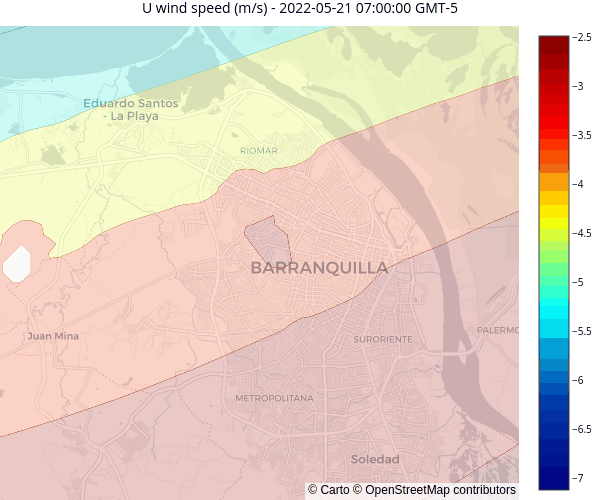 U wind speed (m/s) - 2022-05-21 07:00:00 GMT-5
−2.5
−3
Eduardo Santos
- La Playa
−3.5
RIOMAR
−4
−4.5
BARRANQUILLA
−5
Juan Mina
SURORIENTE
PALERMO
−5.5
−6
METROPOLITANA
−6.5
Soledad
−7
© Carto © OpenStreetMap contributors